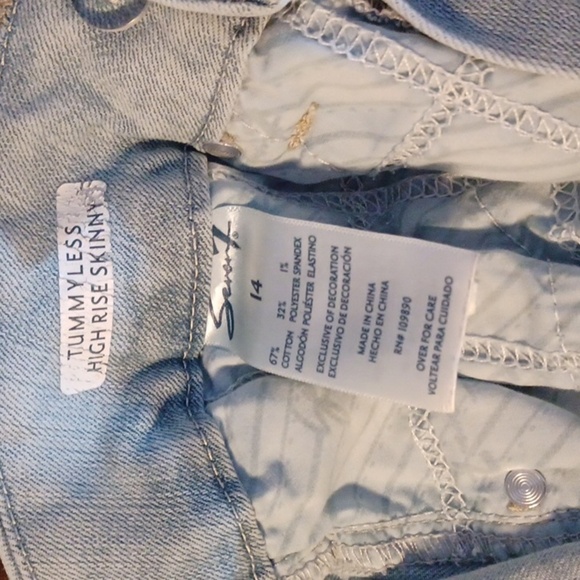 TUMMYLESS
HIGH RISE SKINNY
Seven7
14
67% 32% 1%
COTTON POLYESTER SPANDEX
ALGODÓN POLIÉSTER ELASTINO
EXCLUSIVE OF DECORATION
EXCLUSIVO DE DECORACIÓN
MADE IN CHINA
HECHO EN CHINA
RN# 109890
OVER FOR CARE
VOLTEAR PARA CUIDADO